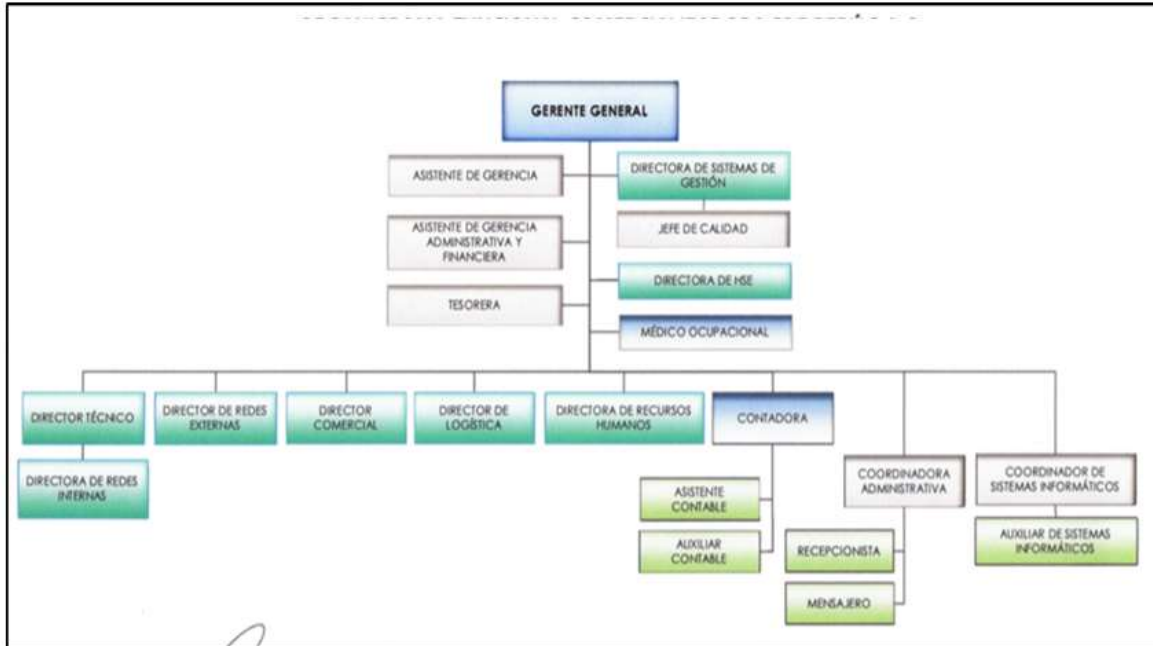 GERENTE GENERAL
ASISTENTE DE GERENCIA
DIRECTORA DE SISTEMAS DE
GESTIÓN
ASISTENTE DE GERENCIA
ADMINISTRATIVA Y
FINANCIERA
JEFE DE CALIDAD
DIRECTORA DE HSE
TESORERA
MÉDICO OCUPACIONAL
DIRECTOR TÉCNICO
DIRECTOR DE REDES
EXTERNAS
DIRECTOR
COMERCIAL
DIRECTOR DE
LOGÍSTICA
DIRECTORA DE RECURSOS
HUMANOS
CONTADORA
DIRECTORA DE REDES
INTERNAS
COORDINADORA
ADMINISTRATIVA
COORDINADOR DE
SISTEMAS INFORMÁTICOS
ASISTENTE
CONTABLE
AUXILIAR
CONTABLE
RECEPCIONISTA
AUXILIAR DE SISTEMAS
INFORMÁTICOS
MENSAJERO